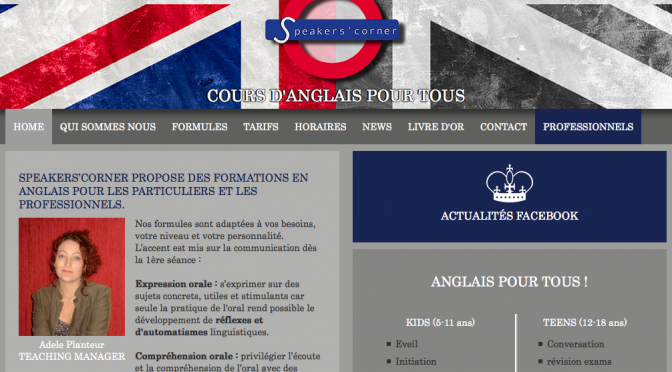 Speakers'corner
COURS D'ANGLAIS POUR TOUS
HOME QUI SOMMES NOUS FORMULES TARIFS HORAIRES NEWS LIVRE D'OR CONTACT PROFESSIONNELS
SPEAKERS'CORNER PROPOSE DES FORMATIONS EN
ANGLAIS POUR LES PARTICULIERS ET LES
PROFESSIONNELS.
Nos formules sont adaptées à vos besoins,
votre niveau et votre personnalité.
L'accent est mis sur la communication dès
la 1ère séance :
Expression orale : s'exprimer sur des
sujets concrets, utiles et stimulants car
seule la pratique de l'oral rend possible le
développement de réflexes et
d'automatismes linguistiques.
Compréhension orale : privilégier l'écoute
et la compréhension de l'oral avec des
Adele Planteur
TEACHING MANAGER
ACTUALITÉS FACEBOOK
ANGLAIS POUR TOUS !
KIDS (5-11 ans)
Eveil
Initiation
TEENS (12-18 ans)
Conversation
révision exams